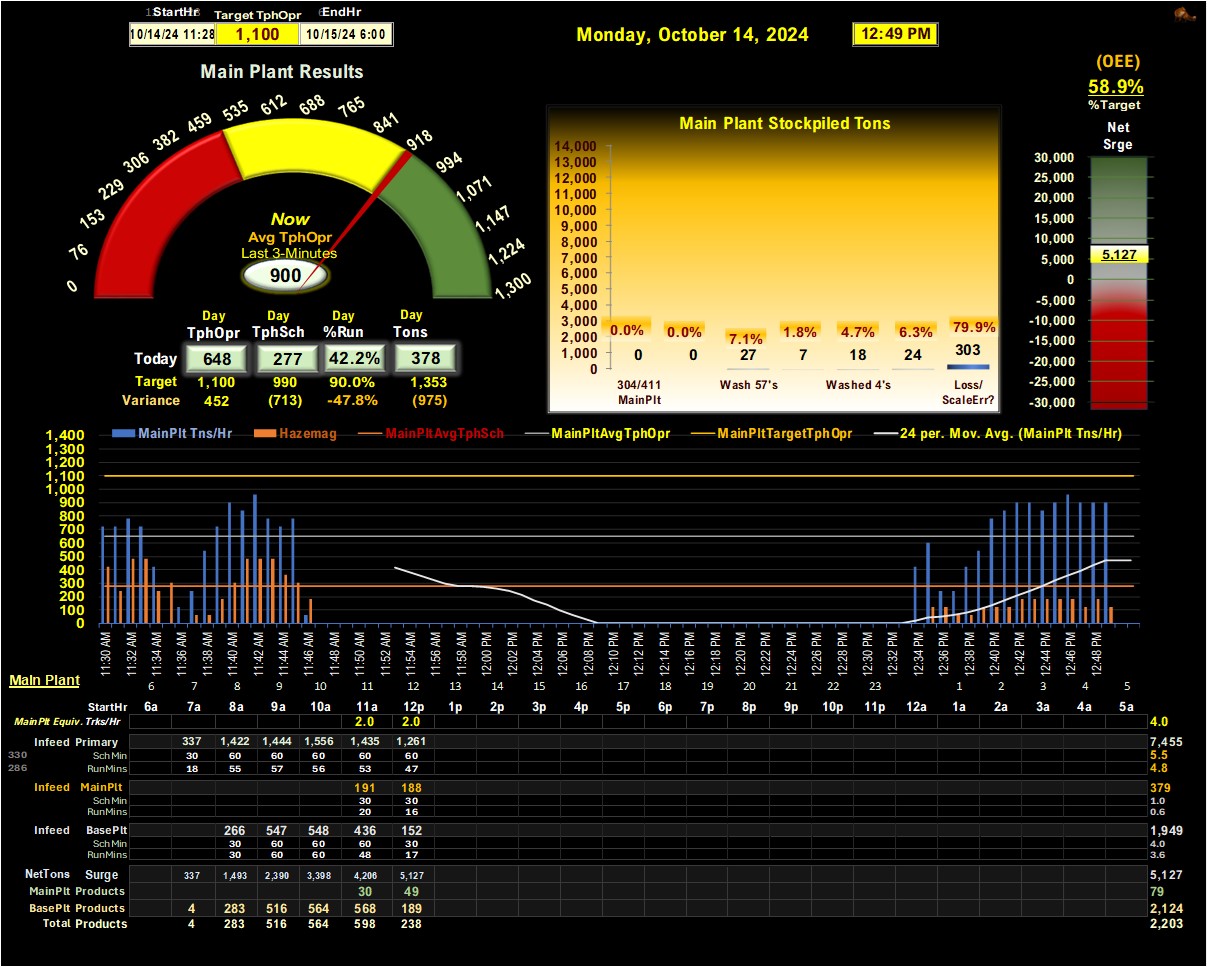 StartHr Target TphOpr EndHr
10/14/24 11:28 1,100 10/15/24 6:00
Monday, October 14, 2024 12:49 PM
(OEE)
58.9%
%Target
Main Plant Results
0 76 153 229 306 382 459 535 612 688 765 841 918 994 1,071 1,147 1,224 1,300
Now
Avg TphOpr
Last 3-Minutes
900
Day Day Day Day
TphOpr TphSch %Run Tons
Today 648 277 42.2% 378
Target 1,100 990 90.0% 1,353
Variance 452 (713) -47.8% (975)
Main Plant Stockpiled Tons
14,000
13,000
12,000
11,000
10,000
9,000
8,000
7,000
6,000
5,000
4,000
3,000
2,000
1,000
0
0.0% 0.0% 7.1% 1.8% 4.7% 6.3% 79.9%
0 0 27 7 18 24 303
304/411 Wash 57's Washed 4's Loss/
MainPlt ScaleErr?
Net
Srge
30,000
25,000
20,000
15,000
10,000
5,000
0
-5,000
-10,000
-15,000
-20,000
-25,000
-30,000
5,127
MainPlt Tns/Hr Hazemag MainPltAvgTphSch MainPltAvgTphOpr MainPltTargetTphOpr 24 per. Mov. Avg. (MainPlt Tns/Hr)
1,400
1,300
1,200
1,100
1,000
900
800
700
600
500
400
300
200
100
0
11:30 AM 11:32 AM 11:34 AM 11:36 AM 11:38 AM 11:40 AM 11:42 AM 11:44 AM 11:46 AM 11:48 AM 11:50 AM 11:52 AM 11:54 AM 11:56 AM 11:58 AM 12:00 PM 12:02 PM 12:04 PM 12:06 PM 12:08 PM 12:10 PM 12:12 PM 12:14 PM 12:16 PM 12:18 PM 12:20 PM 12:22 PM 12:24 PM 12:26 PM 12:28 PM 12:30 PM 12:32 PM 12:34 PM 12:36 PM 12:38 PM 12:40 PM 12:42 PM 12:44 PM 12:46 PM 12:48 PM
Main Plant
6 7 8 9 10 11 12 13 14 15 16 17 18 19 20 21 22 23 1 2 3 4 5
StartHr 6a 7a 8a 9a 10a 11a 12p 1p 2p 3p 4p 5p 6p 7p 8p 9p 10p 11p 12a 1a 2a 3a 4a 5a
MainPlt Equiv. Trks/Hr 2.0 2.0 4.0
Infeed Primary 337 1,422 1,444 1,556 1,435 1,261 7,455
330 SchMin 30 60 60 60 60 60 5.5
286 RunMins 18 55 57 56 53 47 4.8
Infeed MainPlt 191 188 379
SchMin 30 30 1.0
RunMins 20 16 0.6
Infeed BasePlt 266 547 548 436 152 1,949
SchMin 30 60 60 60 30 4.0
RunMins 30 60 60 48 17 3.6
NetTons Surge 337 1,493 2,390 3,398 4,206 5,127 5,127
MainPlt Products 30 49 79
BasePlt Products 4 283 516 564 568 189 2,124
Total Products 4 283 516 564 598 238 2,203